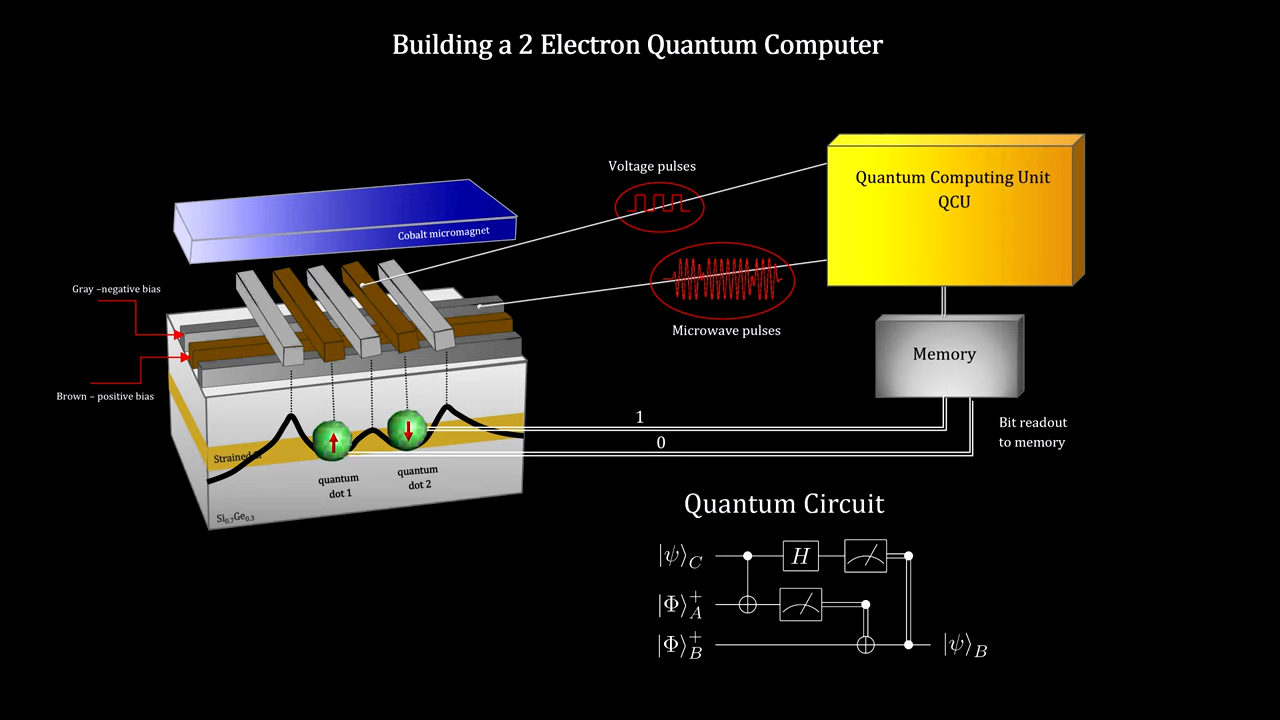 Building a 2 Electron Quantum Computer
Voltage pulses
Quantum Computing Unit
QCU
Cobalt micromagnet
Gray –negative bias
Microwave pulses
Memory
Brown – positive bias
1
Bit readout
to memory
0
Strained
quantum
dot 1
quantum
dot 2
Si₀.₇Ge₀.₃
Quantum Circuit
|ψ⟩C
H
|Φ⟩⁺A
|Φ⟩⁺B
|ψ⟩B